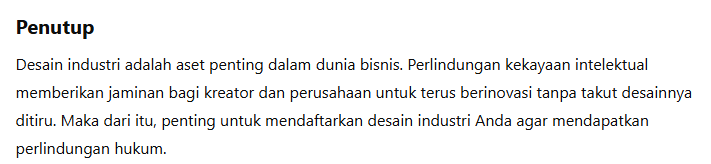 Penutup
Desain industri adalah aset penting dalam dunia bisnis. Perlindungan kekayaan intelektual
memberikan jaminan bagi kreator dan perusahaan untuk terus berinovasi tanpa takut desainnya
ditiru. Maka dari itu, penting untuk mendaftarkan desain industri Anda agar mendapatkan
perlindungan hukum.